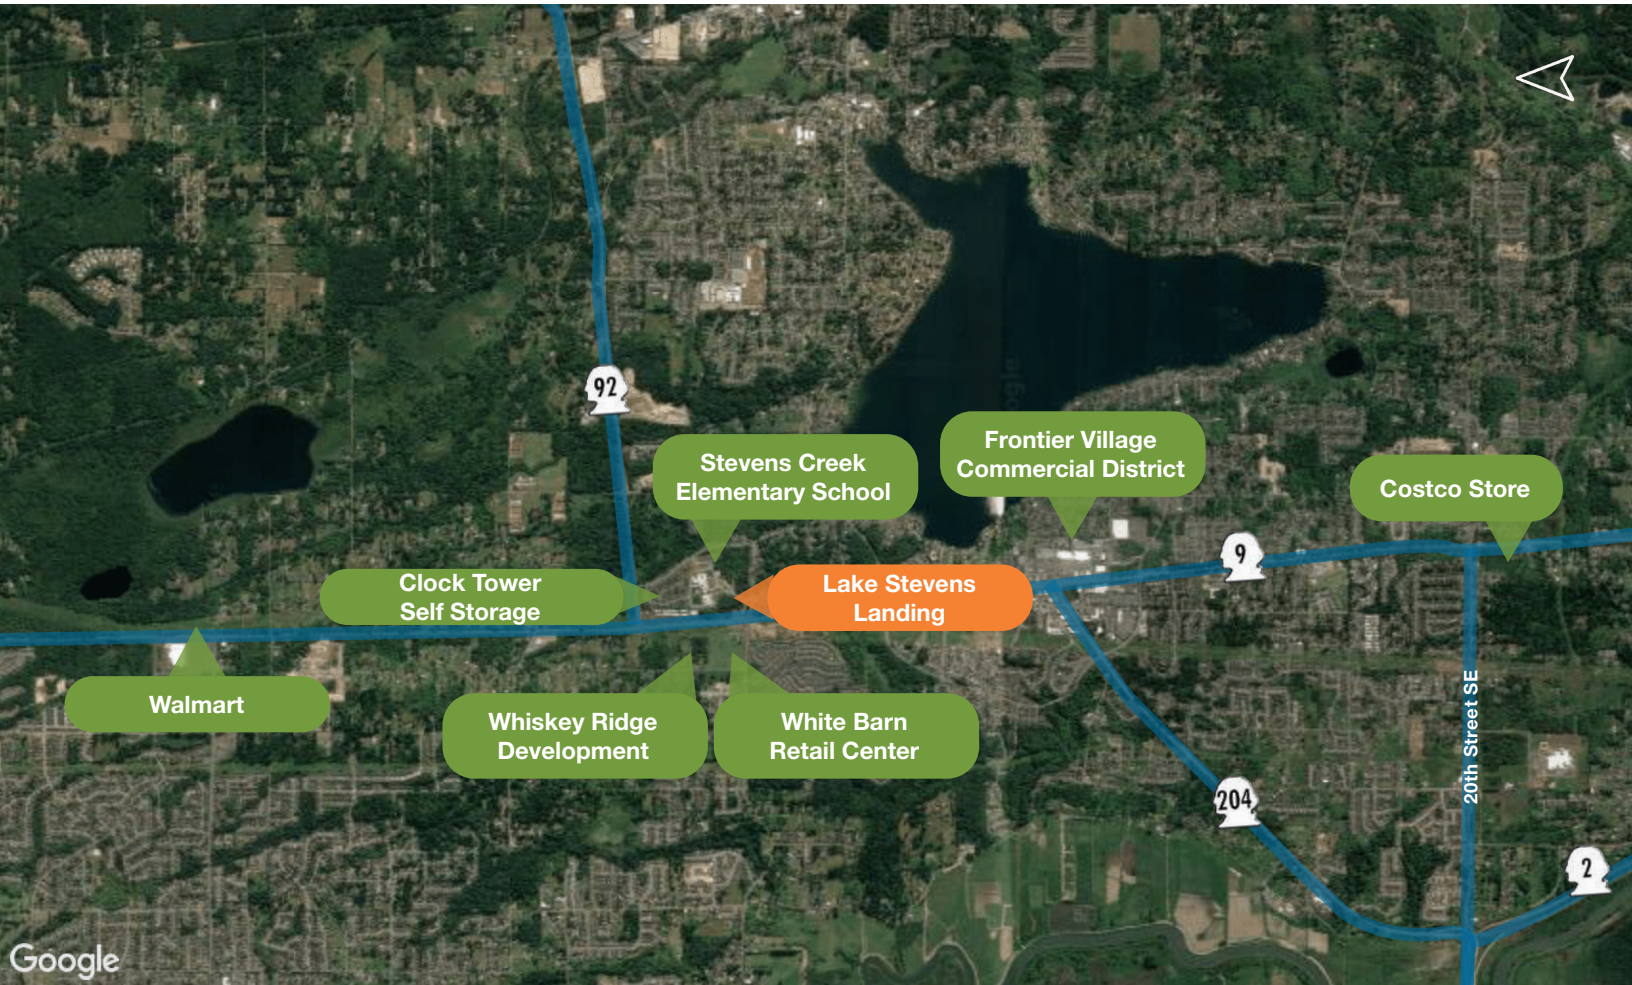 92
Stevens Creek
Elementary School
Frontier Village
Commercial District
Costco Store
9
Clock Tower
Self Storage
Lake Stevens
Landing
Walmart
Whiskey Ridge
Development
White Barn
Retail Center
20th Street SE
204
2
Google
ogle